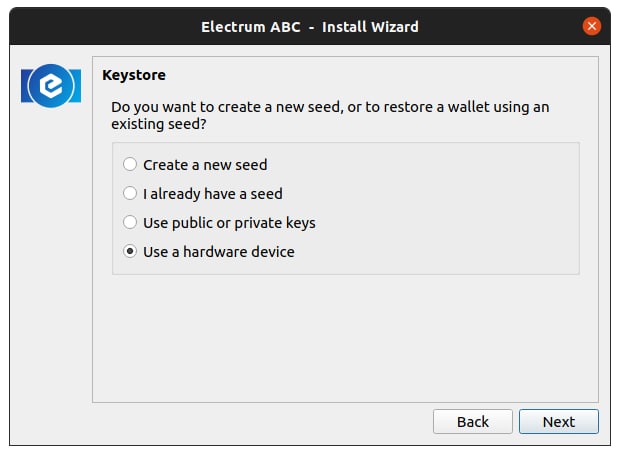 Electrum ABC - Install Wizard
Keystore
Do you want to create a new seed, or to restore a wallet using an
existing seed?
Create a new seed
I already have a seed
Use public or private keys
Use a hardware device
Back
Next